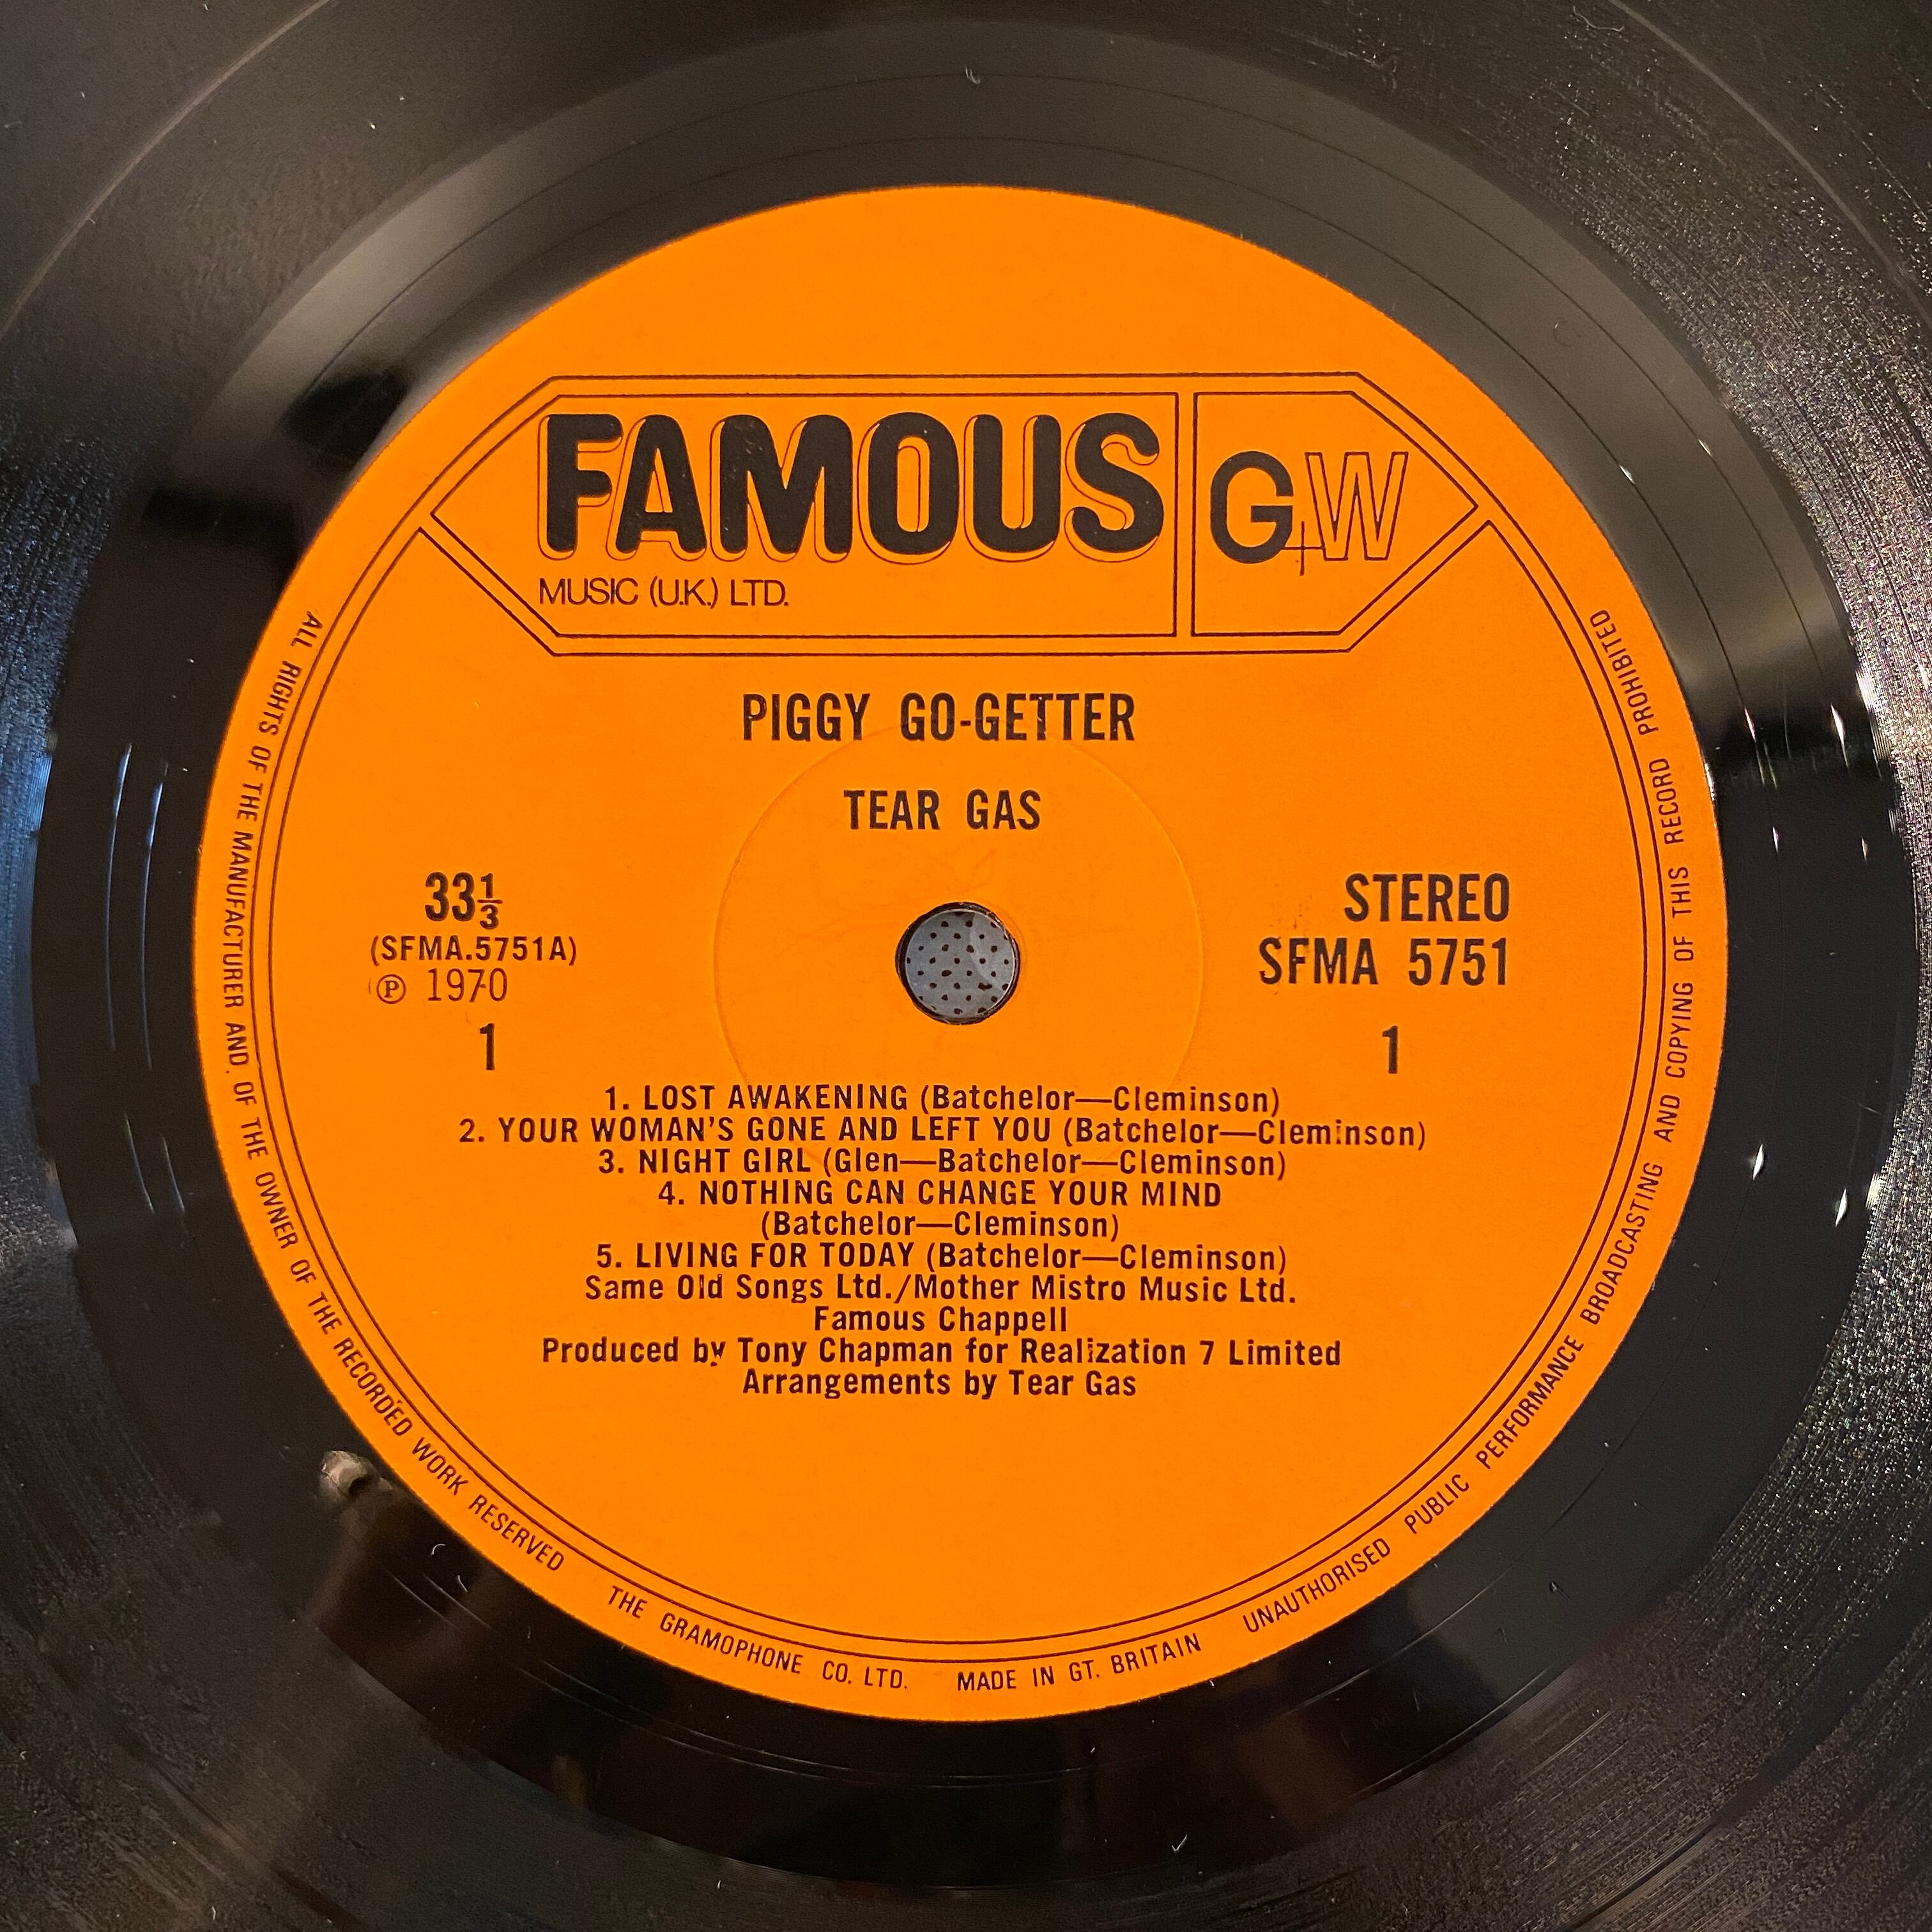 FAMOUS G+W
MUSIC (U.K.) LTD.
PIGGY GO-GETTER
TEAR GAS
33⅓
(SFMA.5751A)
℗ 1970
1
STEREO
SFMA 5751
1
1. LOST AWAKENING (Batchelor—Cleminson)
2. YOUR WOMAN'S GONE AND LEFT YOU (Batchelor—Cleminson)
3. NIGHT GIRL (Glen—Batchelor—Cleminson)
4. NOTHING CAN CHANGE YOUR MIND
(Batchelor—Cleminson)
5. LIVING FOR TODAY (Batchelor—Cleminson)
Same Old Songs Ltd./Mother Mistro Music Ltd.
Famous Chappell
Produced by Tony Chapman for Realization 7 Limited
Arrangements by Tear Gas
ALL RIGHTS OF THE MANUFACTURER AND OF THE OWNER OF THE RECORDED WORK RESERVED THE GRAMOPHONE CO. LTD. MADE IN GT. BRITAIN UNAUTHORISED PUBLIC PERFORMANCE BROADCASTING AND COPYING OF THIS RECORD PROHIBITED